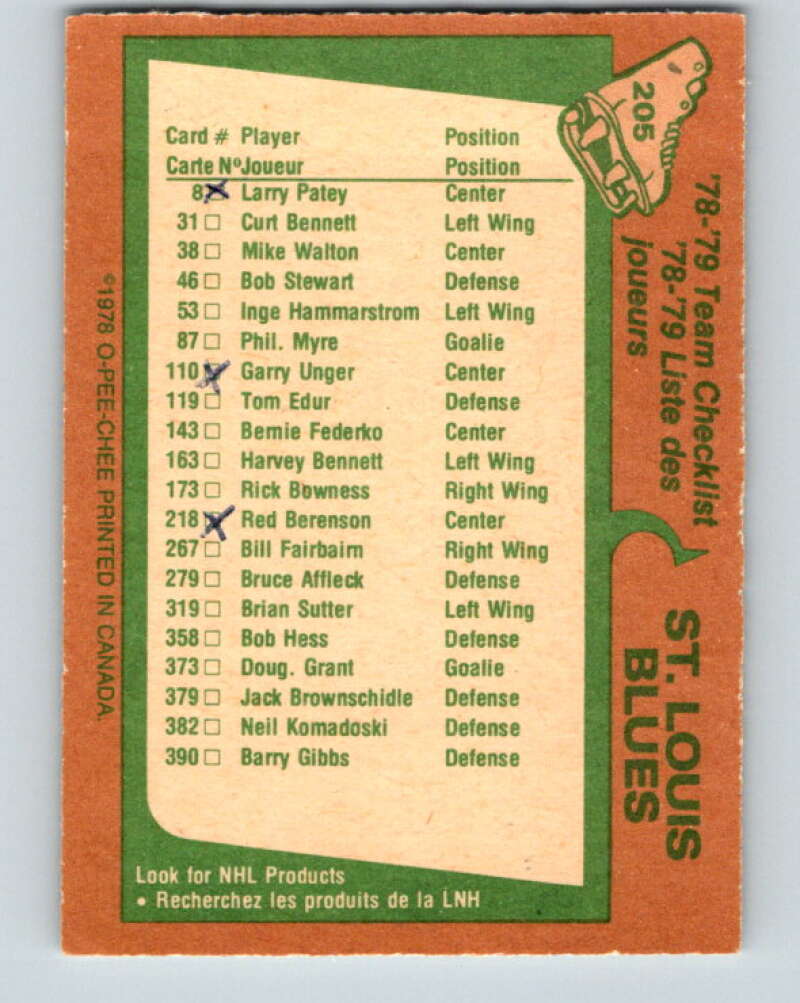 205
'78-'79 Team Checklist
'78-'79 Liste des
joueurs
ST. LOUIS
BLUES
Card # Player Position
Carte Nº Joueur Position
8 Larry Patey Center
31 □ Curt Bennett Left Wing
38 □ Mike Walton Center
46 □ Bob Stewart Defense
53 □ Inge Hammarstrom Left Wing
87 □ Phil. Myre Goalie
110 Garry Unger Center
119 □ Tom Edur Defense
143 □ Bernie Federko Center
163 □ Harvey Bennett Left Wing
173 □ Rick Bowness Right Wing
218 Red Berenson Center
267 □ Bill Fairbairn Right Wing
279 □ Bruce Affleck Defense
319 □ Brian Sutter Left Wing
358 □ Bob Hess Defense
373 □ Doug. Grant Goalie
379 □ Jack Brownschidle Defense
382 □ Neil Komadoski Defense
390 □ Barry Gibbs Defense
Look for NHL Products
• Recherchez les produits de la LNH
©1978 O-PEE-CHEE PRINTED IN CANADA.